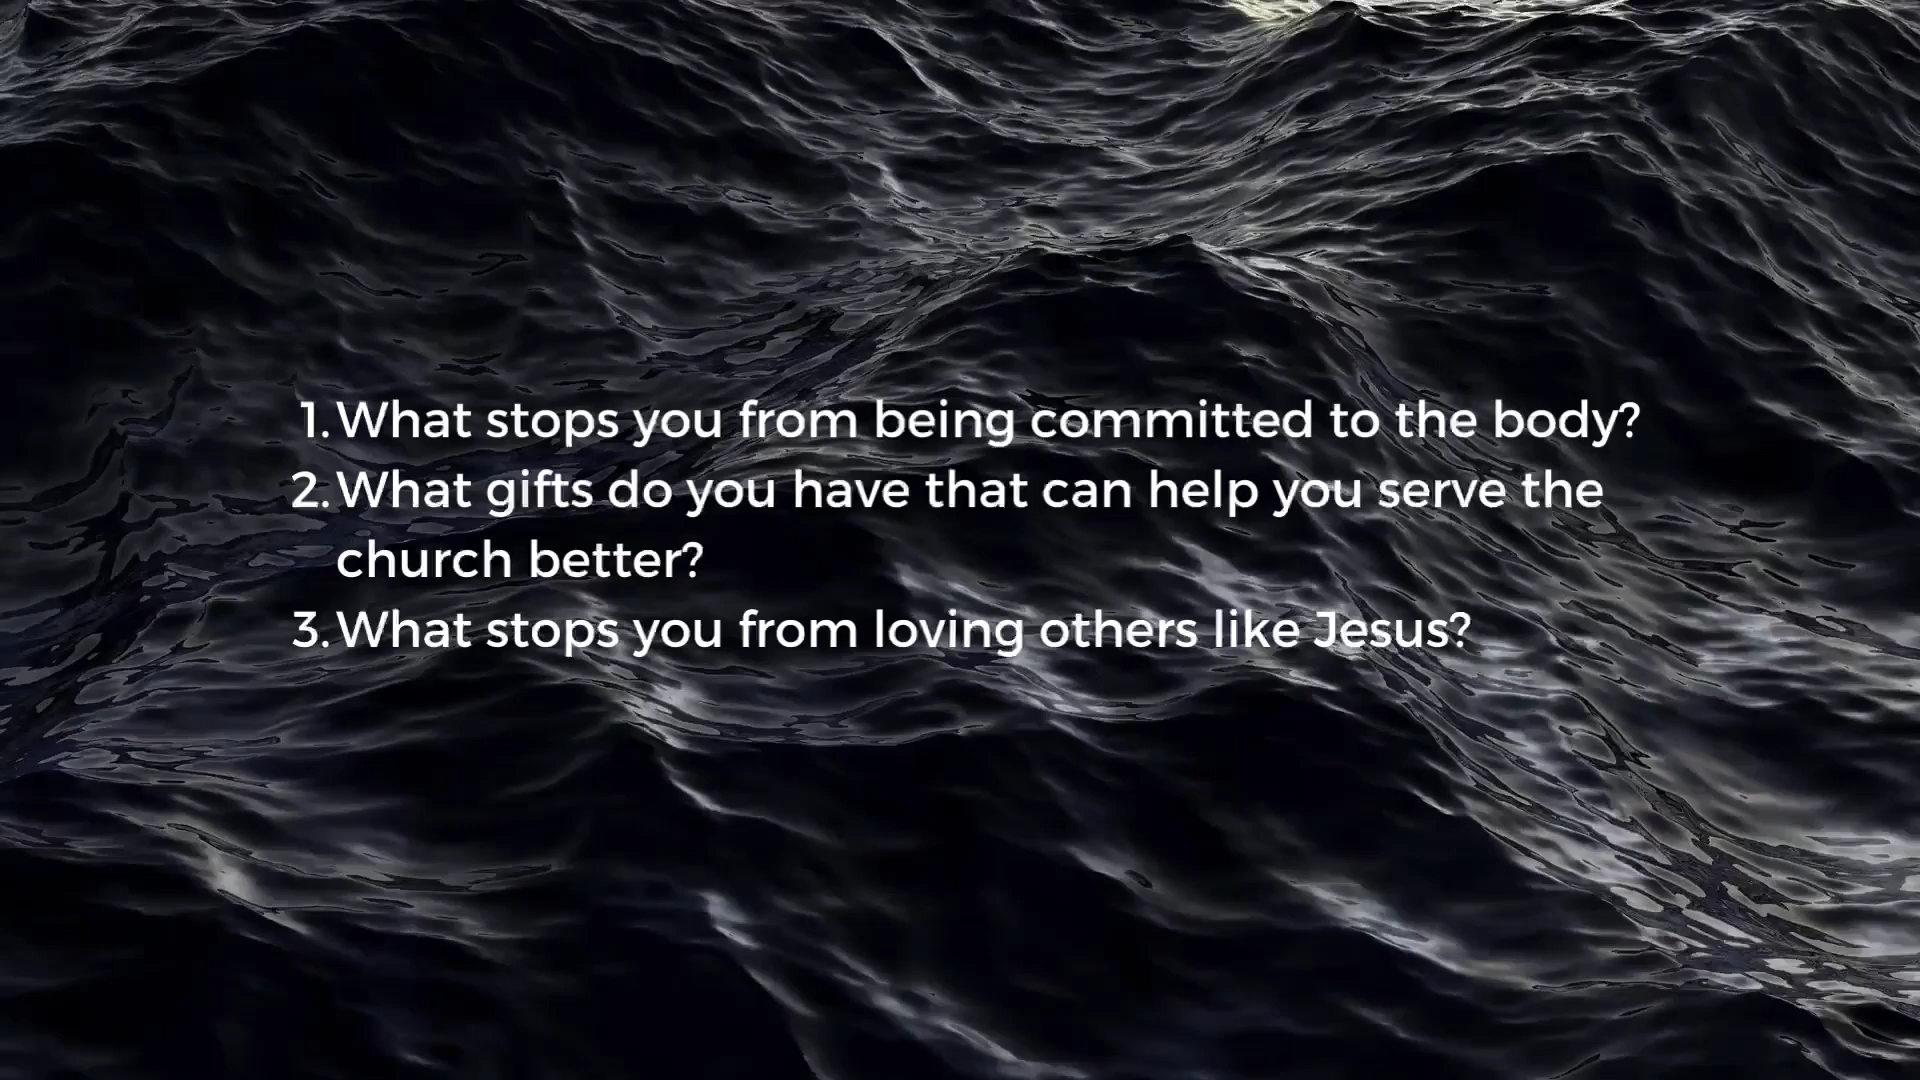 1. What stops you from being committed to the body?
2. What gifts do you have that can help you serve the
church better?
3. What stops you from loving others like Jesus?